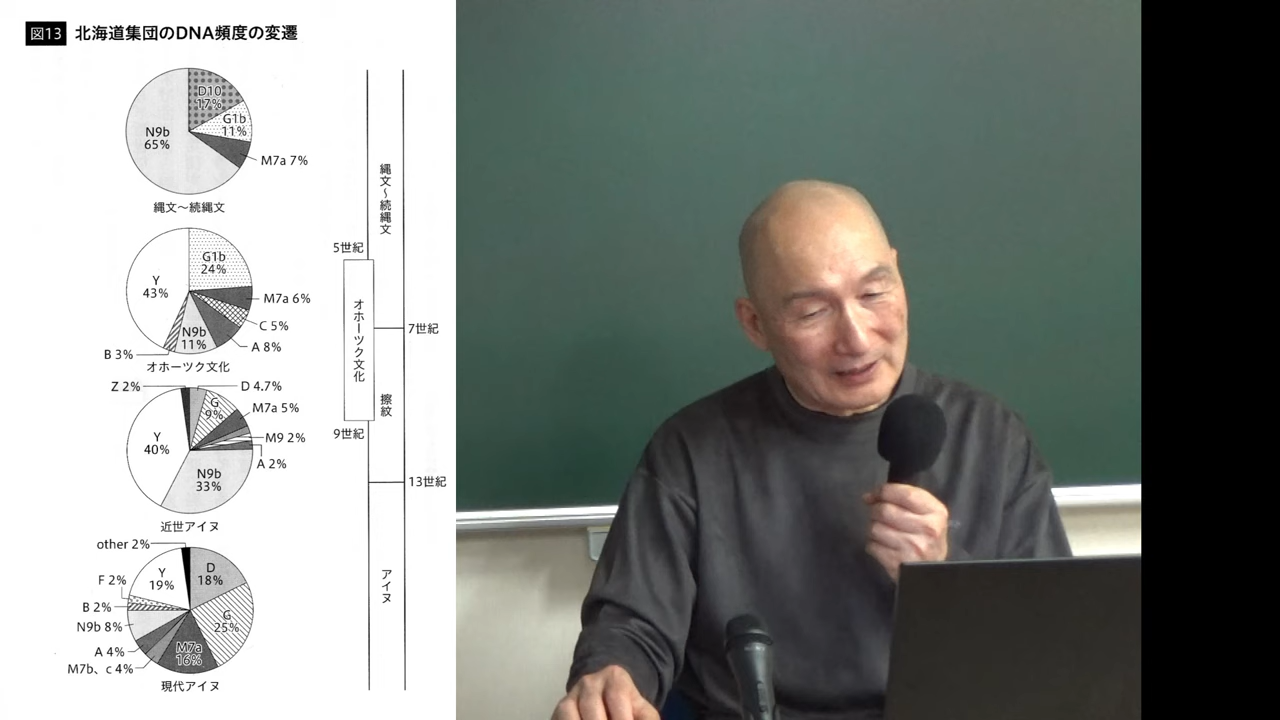 図13 北海道集団のDNA頻度の変遷
D10
17%
G1b
11%
N9b
65%
M7a 7%
縄文~続縄文
G1b
24%
Y
43%
M7a 6%
C 5%
N9b
11%
A 8%
B 3%
オホーツク文化
Z 2%
D 4.7%
G
9%
M7a 5%
Y
40%
M9 2%
A 2%
N9b
33%
近世アイヌ
other 2%
D
18%
Y
19%
F 2%
B 2%
G
25%
N9b 8%
A 4%
M7a
16%
M7b、c 4%
現代アイヌ
縄文~続縄文
5世紀
オホーツク文化
7世紀
擦紋
9世紀
13世紀
アイヌ
SONY